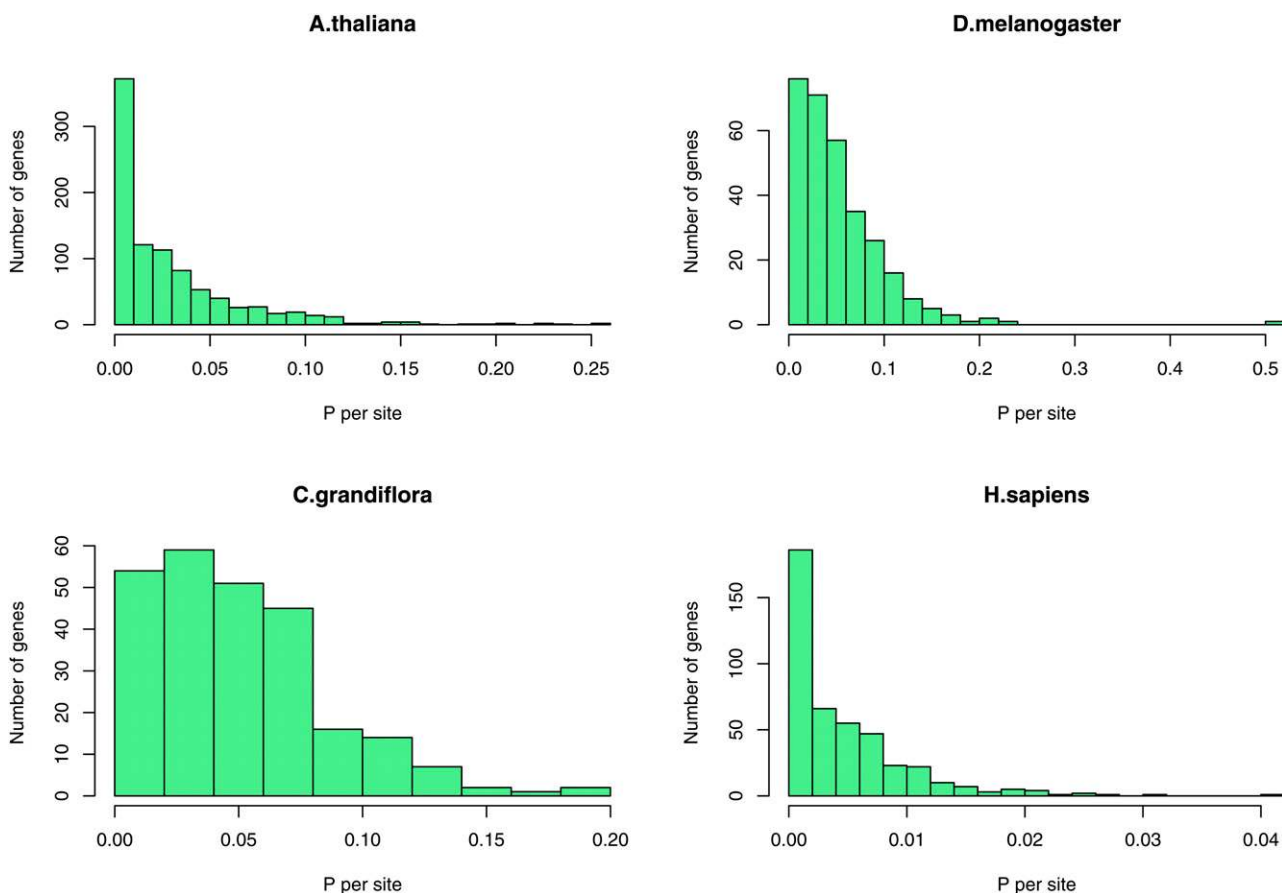 A.thaliana
Number of genes
0 100 200 300
0.00 0.05 0.10 0.15 0.20 0.25
P per site
D.melanogaster
Number of genes
0 20 40 60
0.0 0.1 0.2 0.3 0.4 0.5
P per site
C.grandiflora
Number of genes
0 10 20 30 40 50 60
0.00 0.05 0.10 0.15 0.20
P per site
H.sapiens
Number of genes
0 50 100 150
0.00 0.01 0.02 0.03 0.04
P per site